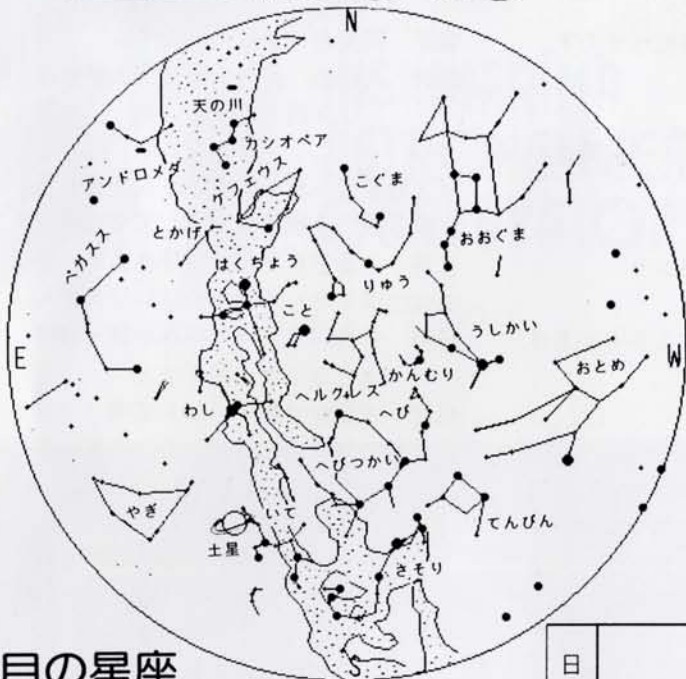 N
天の川
カシオペア
アンドロメダ
ケフェウス
こぐま
とかげ
おおぐま
ペガスス
はくちょう
りゅう
こと
うしかい
E
W
かんむり
おとめ
ヘルクレス
わし
へび
へびつかい
やぎ
いて
てんびん
土星
さそり
S
月の星座
日